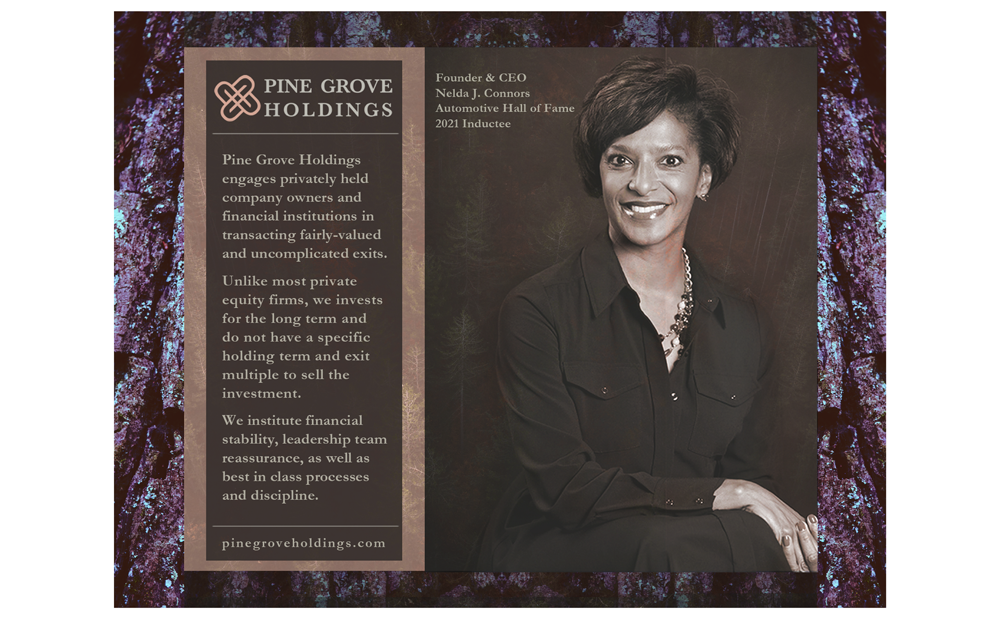 PINE GROVE
HOLDINGS
Pine Grove Holdings
engages privately held
company owners and
financial institutions in
transacting fairly-valued
and uncomplicated exits.
Unlike most private
equity firms, we invests
for the long term and
do not have a specific
holding term and exit
multiple to sell the
investment.
We institute financial
stability, leadership team
reassurance, as well as
best in class processes
and discipline.
pinegroveholdings.com
Founder & CEO
Nelda J. Connors
Automotive Hall of Fame
2021 Inductee